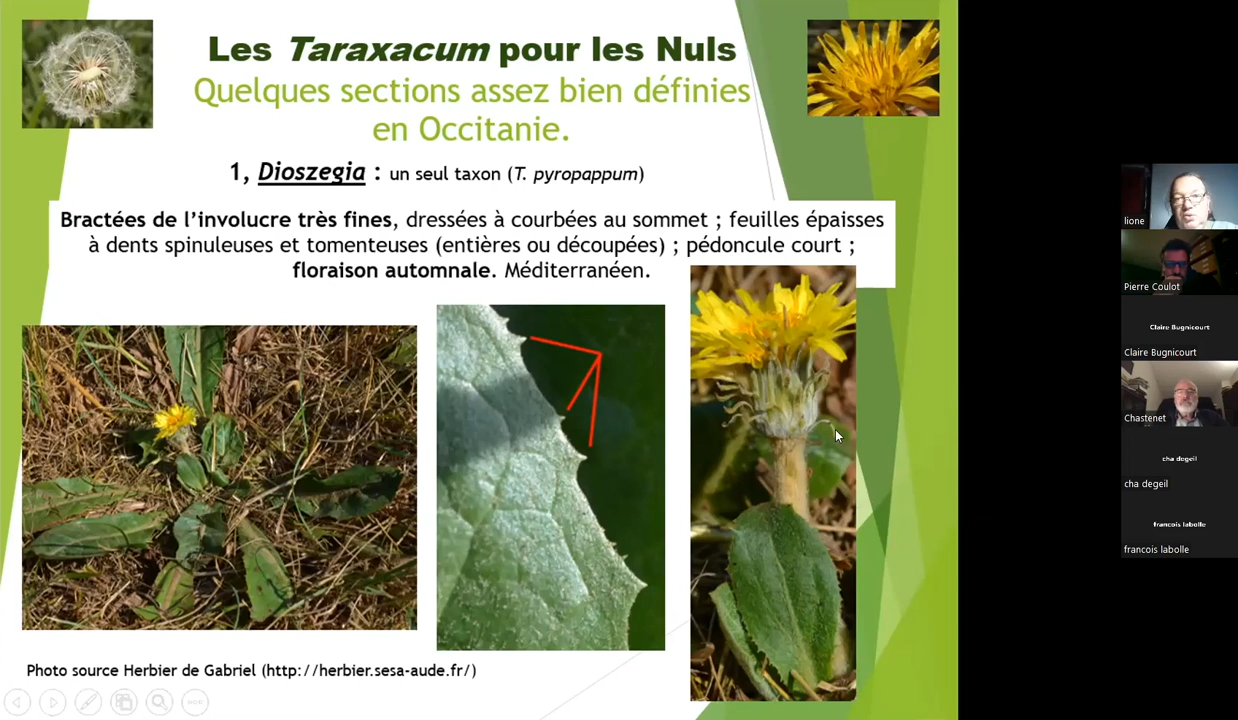 Les Taraxacum pour les Nuls
Quelques sections assez bien définies
en Occitanie.
1, Dioszegia : un seul taxon (T. pyropappum)
Bractées de l’involucre très fines, dressées à courbées au sommet ; feuilles épaisses
à dents spinuleuses et tomenteuses (entières ou découpées) ; pédoncule court ;
floraison automnale. Méditerranéen.
Photo source Herbier de Gabriel (http://herbier.sesa-aude.fr/)
lione
Pierre Coulot
Claire Bugnicourt
Claire Bugnicourt
Chastenet
cha degeil
cha degeil
francois labolle
francois labolle